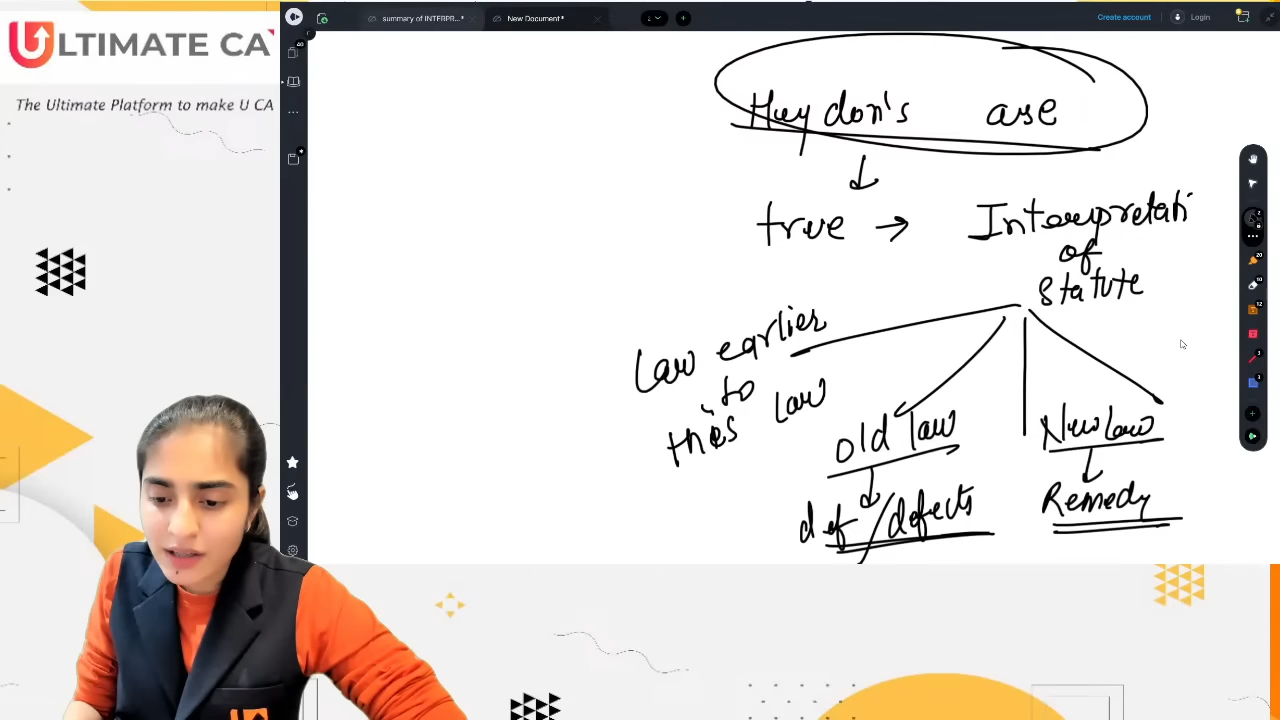 ULTIMATE CA
The Ultimate Platform to make U CA
summary of INTERPR...*
New Document*
2
Create account
Login
Heydon's ase
true → Interpretati
of
Statute
Law earlier
to
this law
old law
New Law
def/defects
Remedy